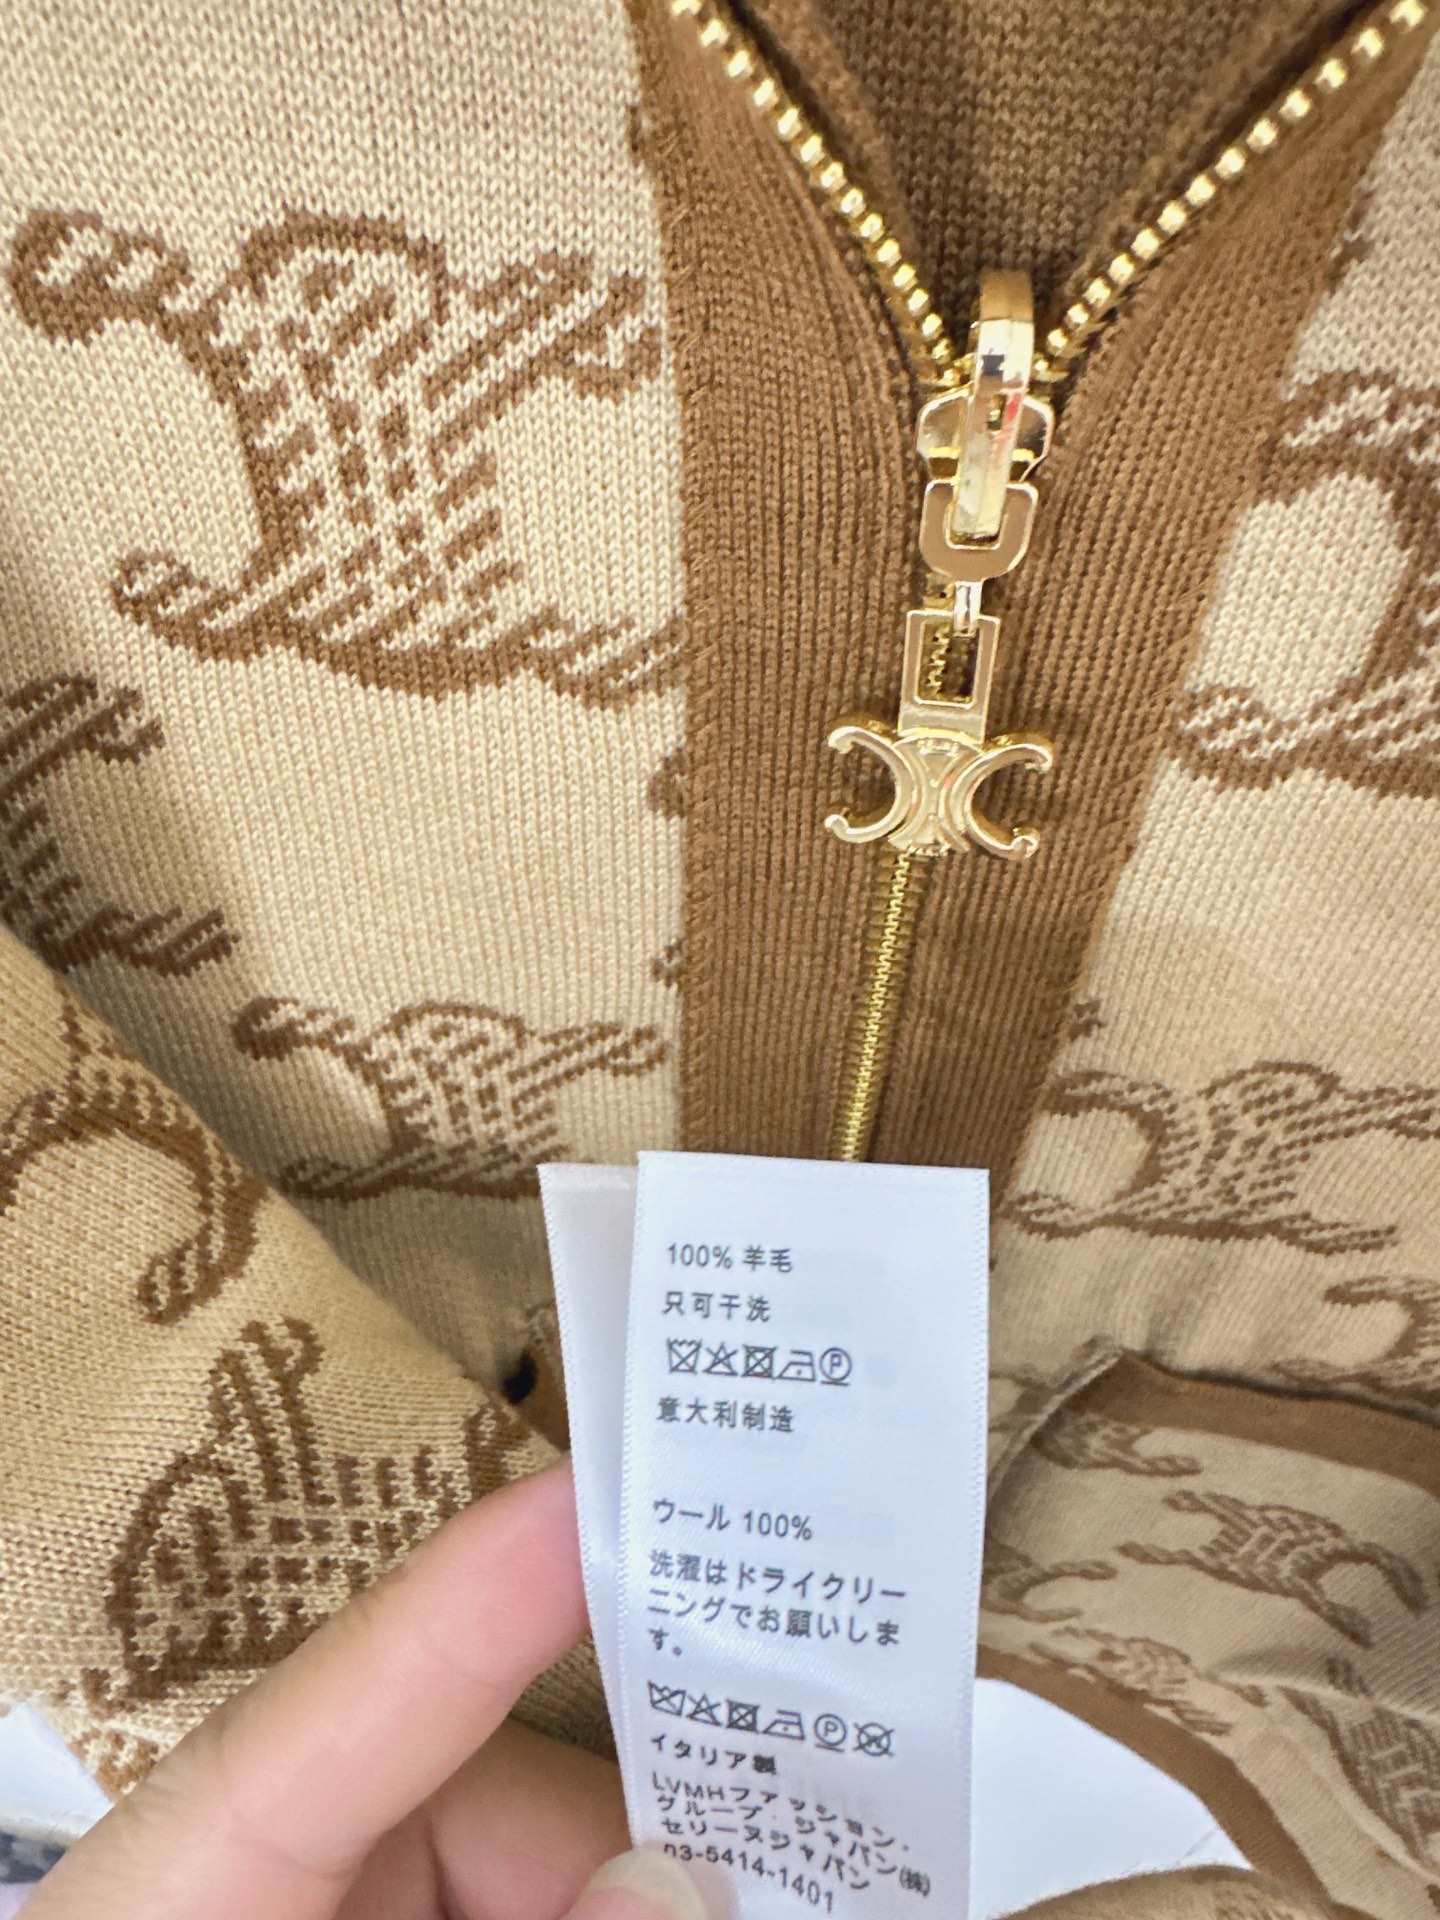 100% 羊毛
只可干洗
P
意大利制造
ウール 100%
洗濯はドライクリー
ニングでお願いしま
す。
P
イタリア製
LVMHファッション・
グループ・ジャパン(株)
セリーヌジャパン
03-5414-1401